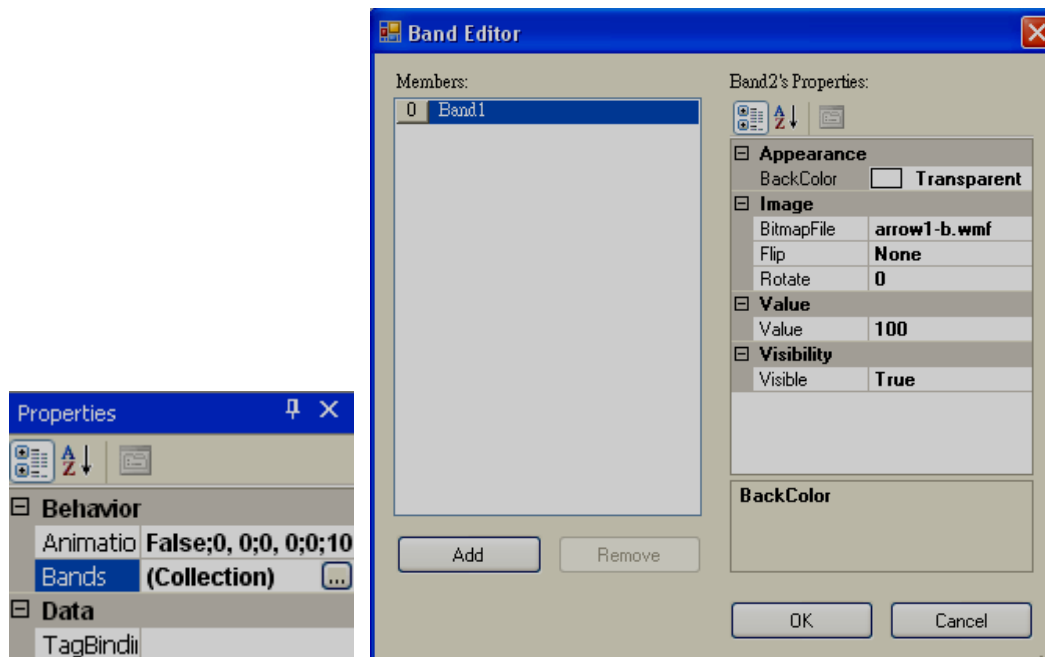 Properties
Behavior
Animatio False;0, 0;0, 0;0;10
Bands (Collection) ...
Data
TagBindi
Band Editor
Members:
0 Band1
Add Remove
Band2's Properties:
Appearance
BackColor Transparent
Image
BitmapFile arrow1-b.wmf
Flip None
Rotate 0
Value
Value 100
Visibility
Visible True
BackColor
OK Cancel